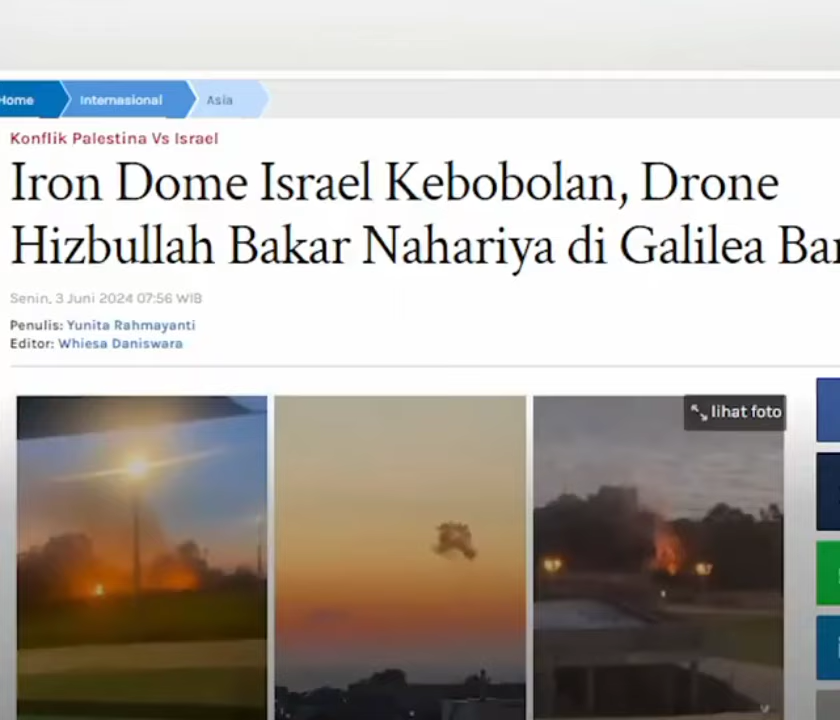 Home Internasional Asia
Konflik Palestina Vs Israel
Iron Dome Israel Kebobolan, Drone
Hizbullah Bakar Nahariya di Galilea Bar
Senin, 3 Juni 2024 07:56 WIB
Penulis: Yunita Rahmayanti
Editor: Whiesa Daniswara
lihat foto